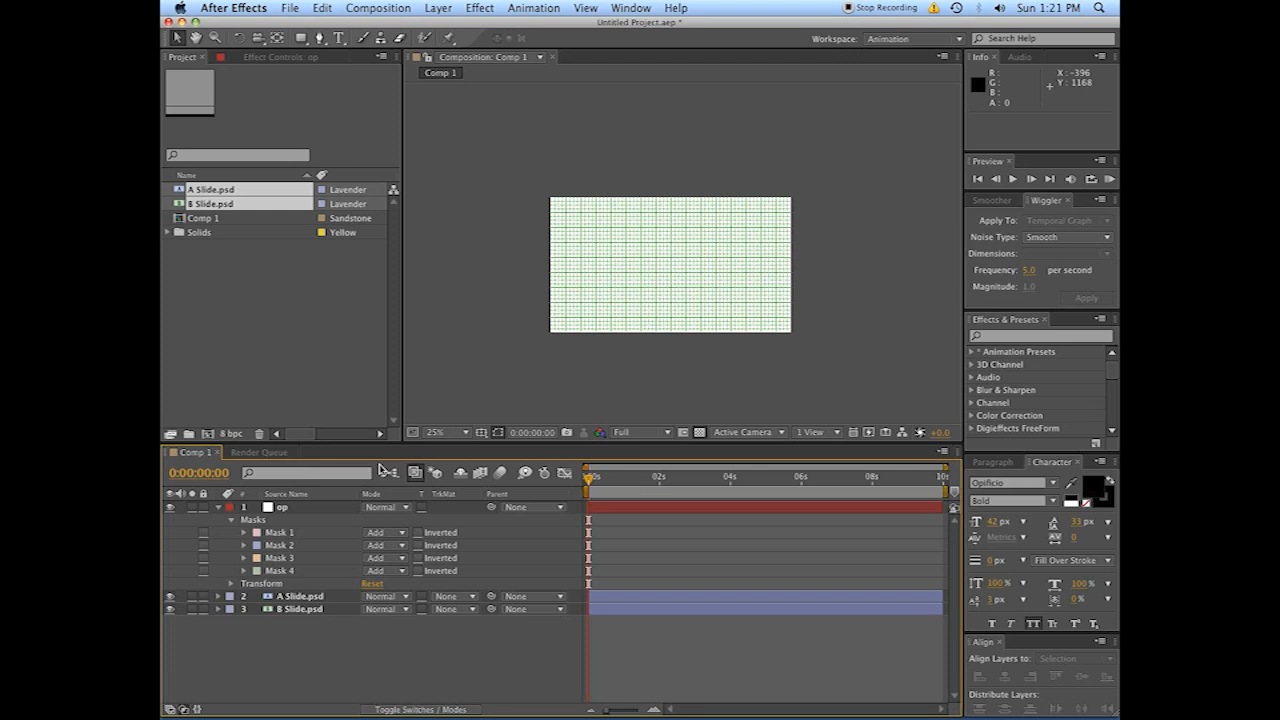 After Effects File Edit Composition Layer Effect Animation View Window Help Stop Recording Sun 1:21 PM
Untitled Project.aep *
Workspace: Animation Search Help
Project Effect Controls: op Composition: Comp 1 Info Audio
Comp 1
R: X: -396
G: Y: 1168
B:
A: 0
Preview
Name
A Slide.psd Lavender
B Slide.psd Lavender
Comp 1 Sandstone
Solids Yellow
Smoother Wiggler
Apply To: Temporal Graph
Noise Type: Smooth
Dimensions:
Frequency: 5.0 per second
Magnitude: 1.0
Apply
Effects & Presets
* Animation Presets
3D Channel
Audio
Blur & Sharpen
Channel
Color Correction
Digieffects FreeForm
8 bpc 25% 0:00:00:00 Full Active Camera 1 View +0.0
Comp 1 Render Queue
0:00:00:00
02s 04s 06s 08s
# Source Name Mode T TrkMat Parent
1 op Normal None
Masks
Mask 1 Add Inverted
Mask 2 Add Inverted
Mask 3 Add Inverted
Mask 4 Add Inverted
Transform Reset
2 A Slide.psd Normal None None
3 B Slide.psd Normal None None
Toggle Switches / Modes
Paragraph Character
Opificio
Bold
42 px 33 px
Metrics 0
0 px Fill Over Stroke
100% 100%
3 px 0%
T T TT Tr T T
Align
Align Layers to: Selection
Distribute Layers: